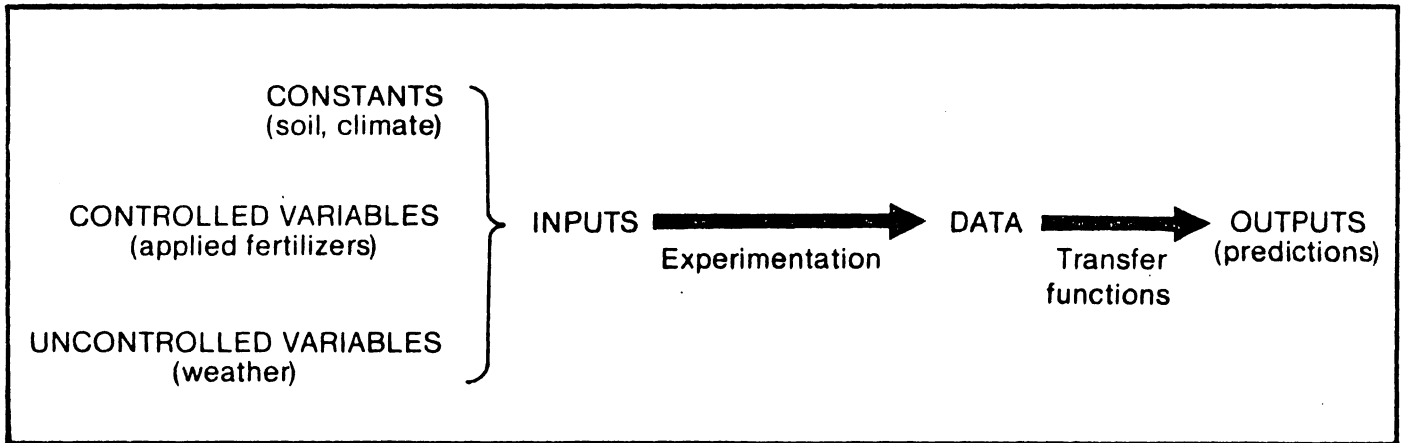 CONSTANTS
(soil, climate)
CONTROLLED VARIABLES
(applied fertilizers)
UNCONTROLLED VARIABLES
(weather)
INPUTS
Experimentation
DATA
Transfer
functions
OUTPUTS
(predictions)